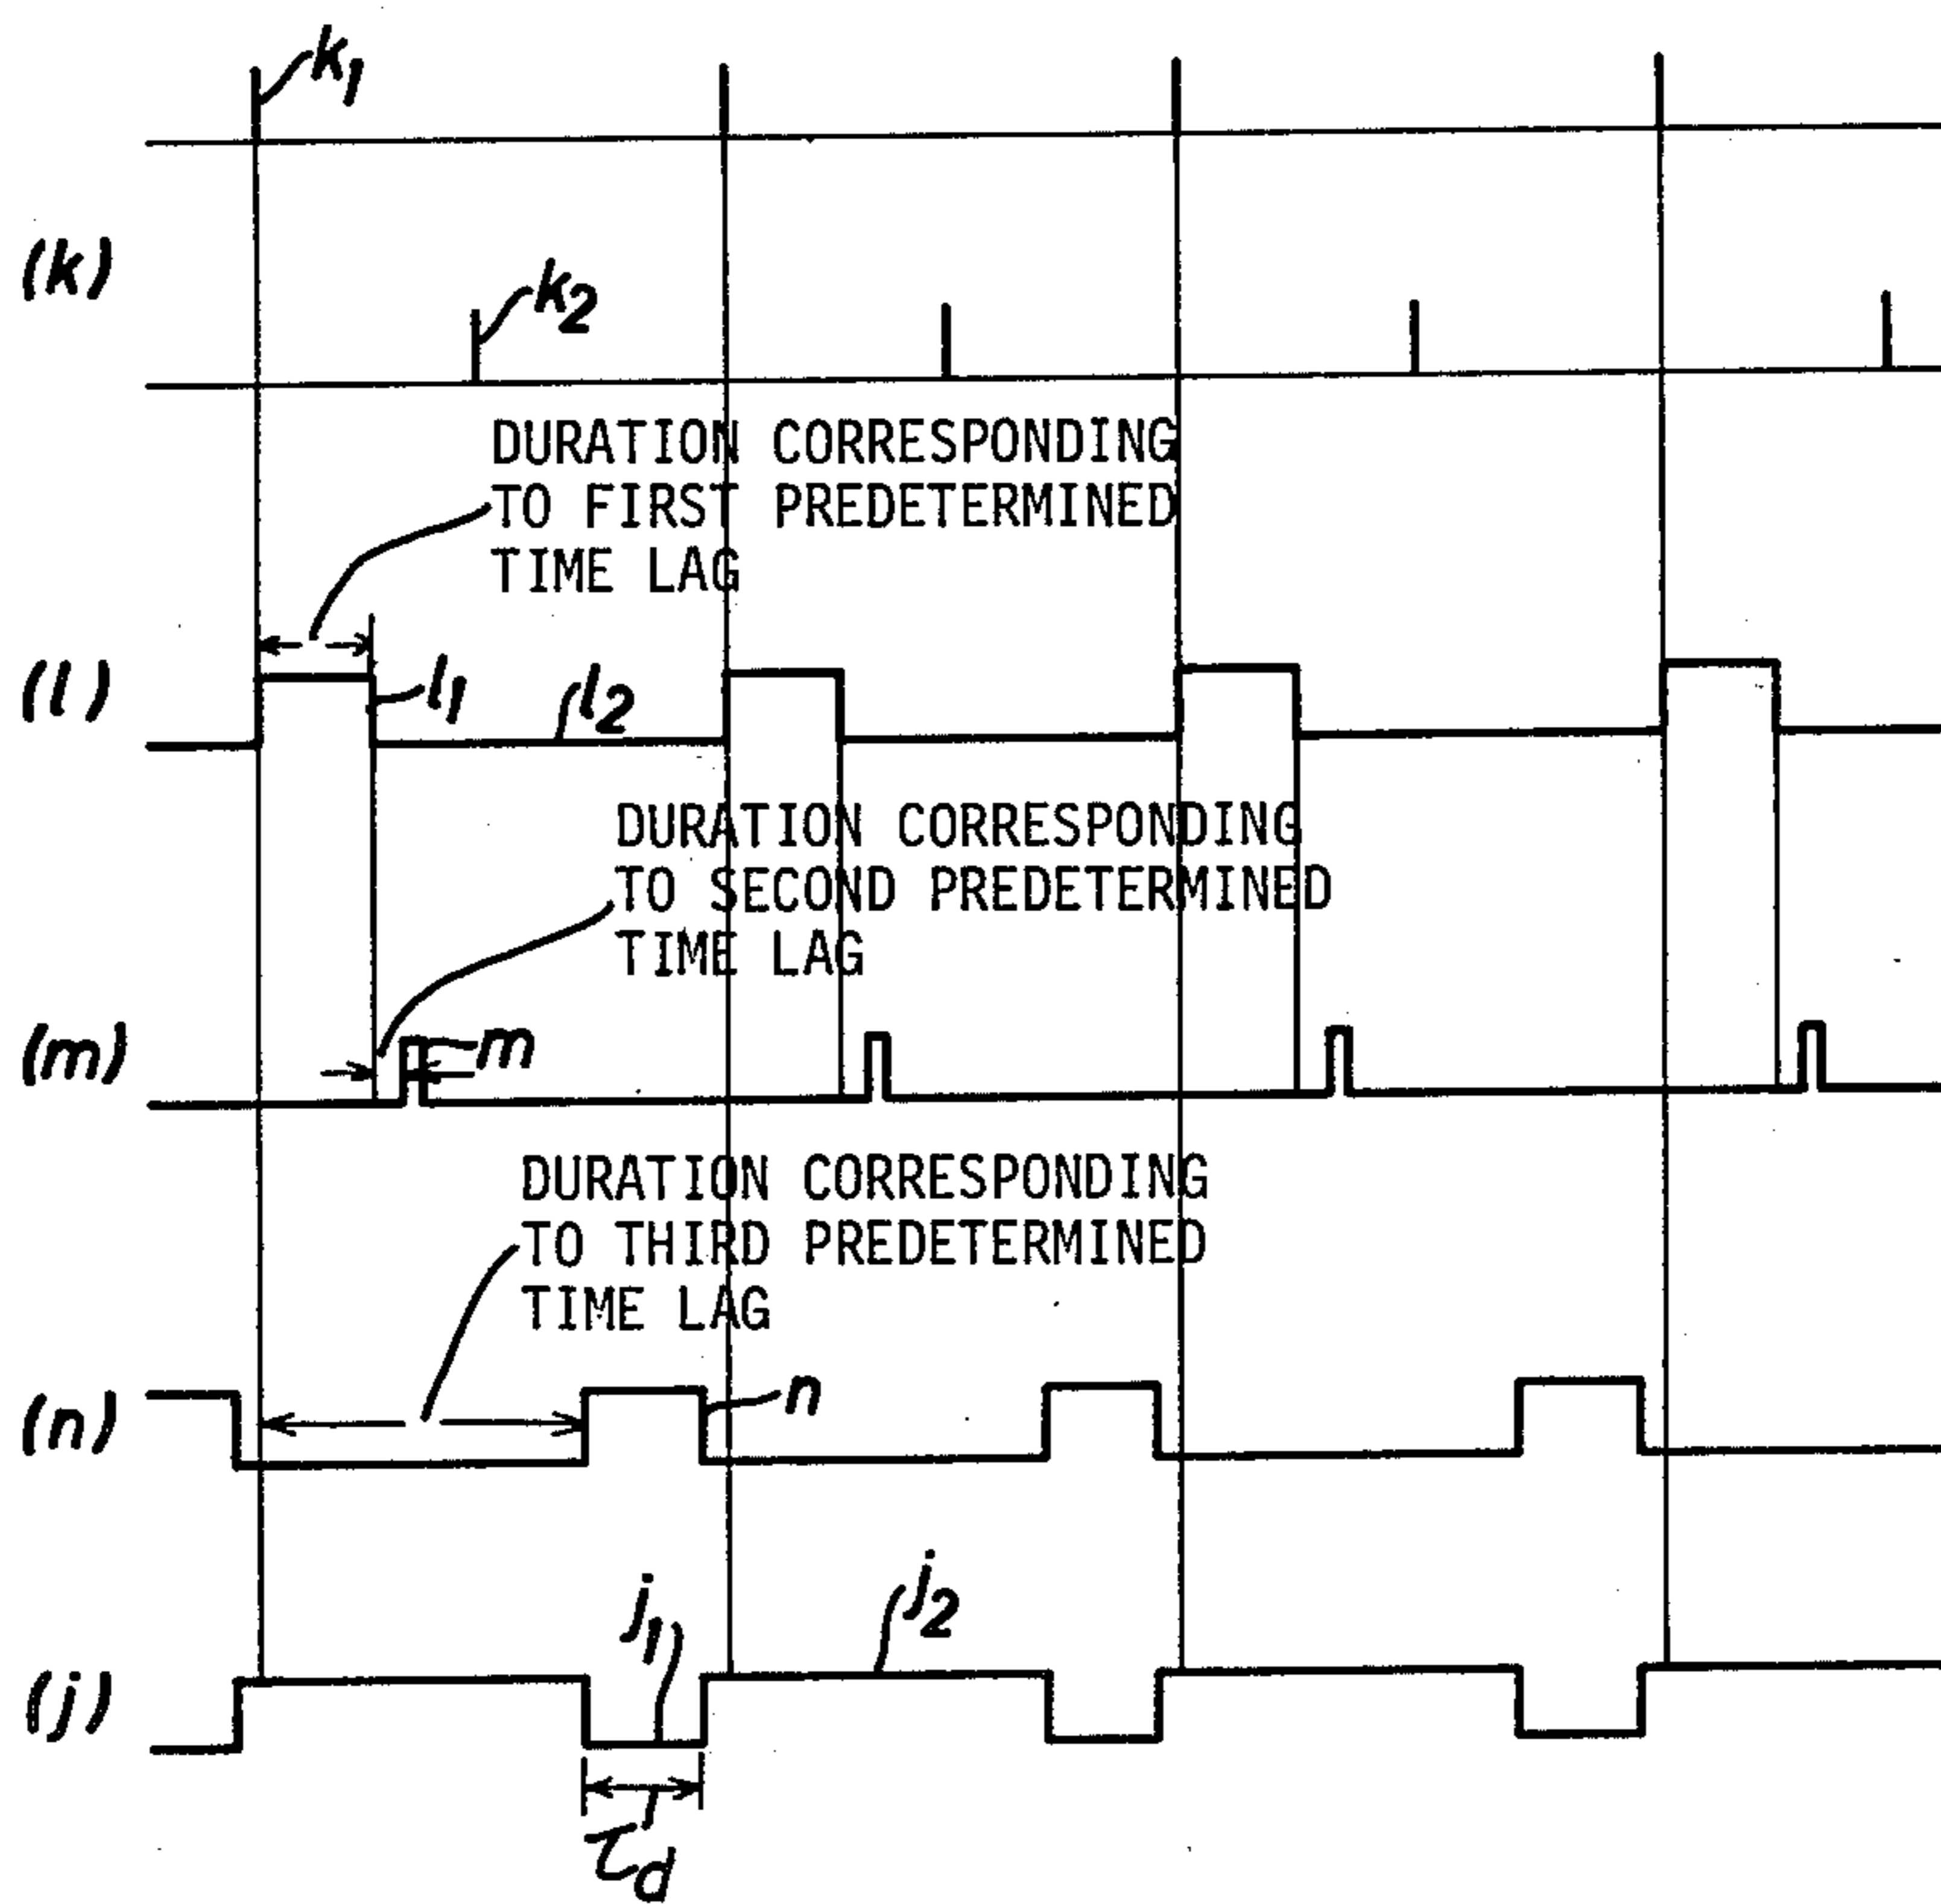 k1
(k)
k2
DURATION CORRESPONDING
TO FIRST PREDETERMINED
TIME LAG
(l) l1 l2
DURATION CORRESPONDING
TO SECOND PREDETERMINED
TIME LAG
(m) m
DURATION CORRESPONDING
TO THIRD PREDETERMINED
TIME LAG
(n) n
j1 j2
(j)
τd